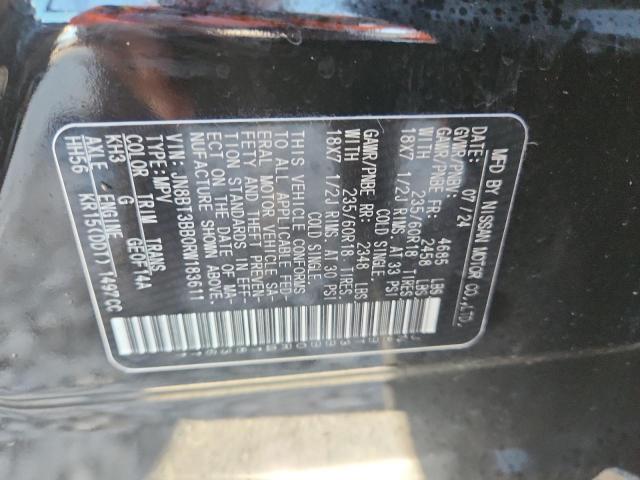 MFD BY NISSAN MOTOR CO.,LTD.
DATE: 07/24
GVWR/PNBV: 4685 LBS
GAWR/PNBE FR: 2458 LBS
WITH 235/60R18 TIRES,
18X7 1/2J RIMS, AT 33 PSI
COLD SINGLE
GAWR/PNBE RR: 2348 LBS
WITH 235/60R18 TIRES,
18X7 1/2J RIMS, AT 30 PSI
COLD SINGLE
THIS VEHICLE CONFORMS
TO ALL APPLICABLE FED-
ERAL MOTOR VEHICLE SA-
FETY AND THEFT PREVEN-
TION STANDARDS IN EFF-
ECT ON THE DATE OF MA-
NUFACTURE SHOWN ABOVE.
VIN: JN8BT3BB0RW183611
TYPE: MPV
COLOR TRIM TRANS
KH3 G GE0F14A
AXLE ENGINE
HH56 KR15(DDT) 1497CC